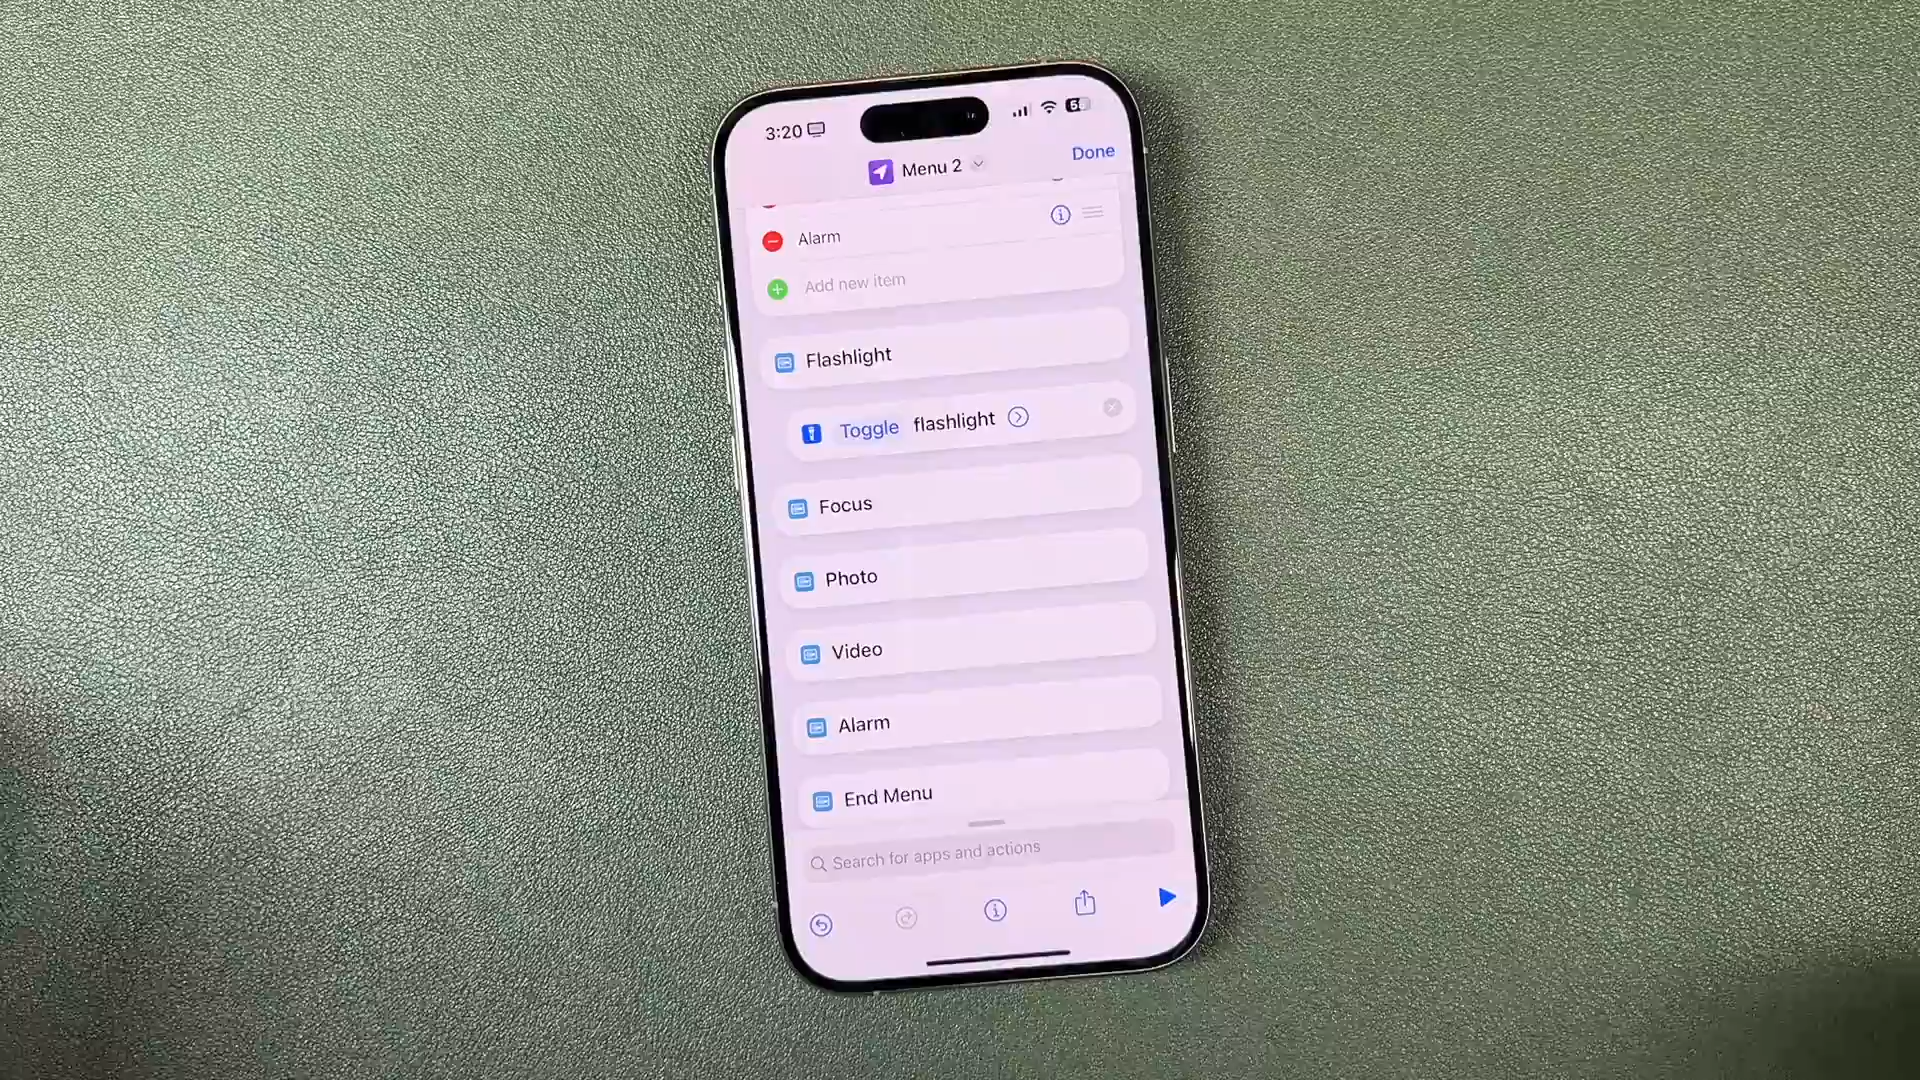 3:20
Menu 2
Done
Alarm
Add new item
Flashlight
Toggle flashlight
Focus
Photo
Video
Alarm
End Menu
Search for apps and actions